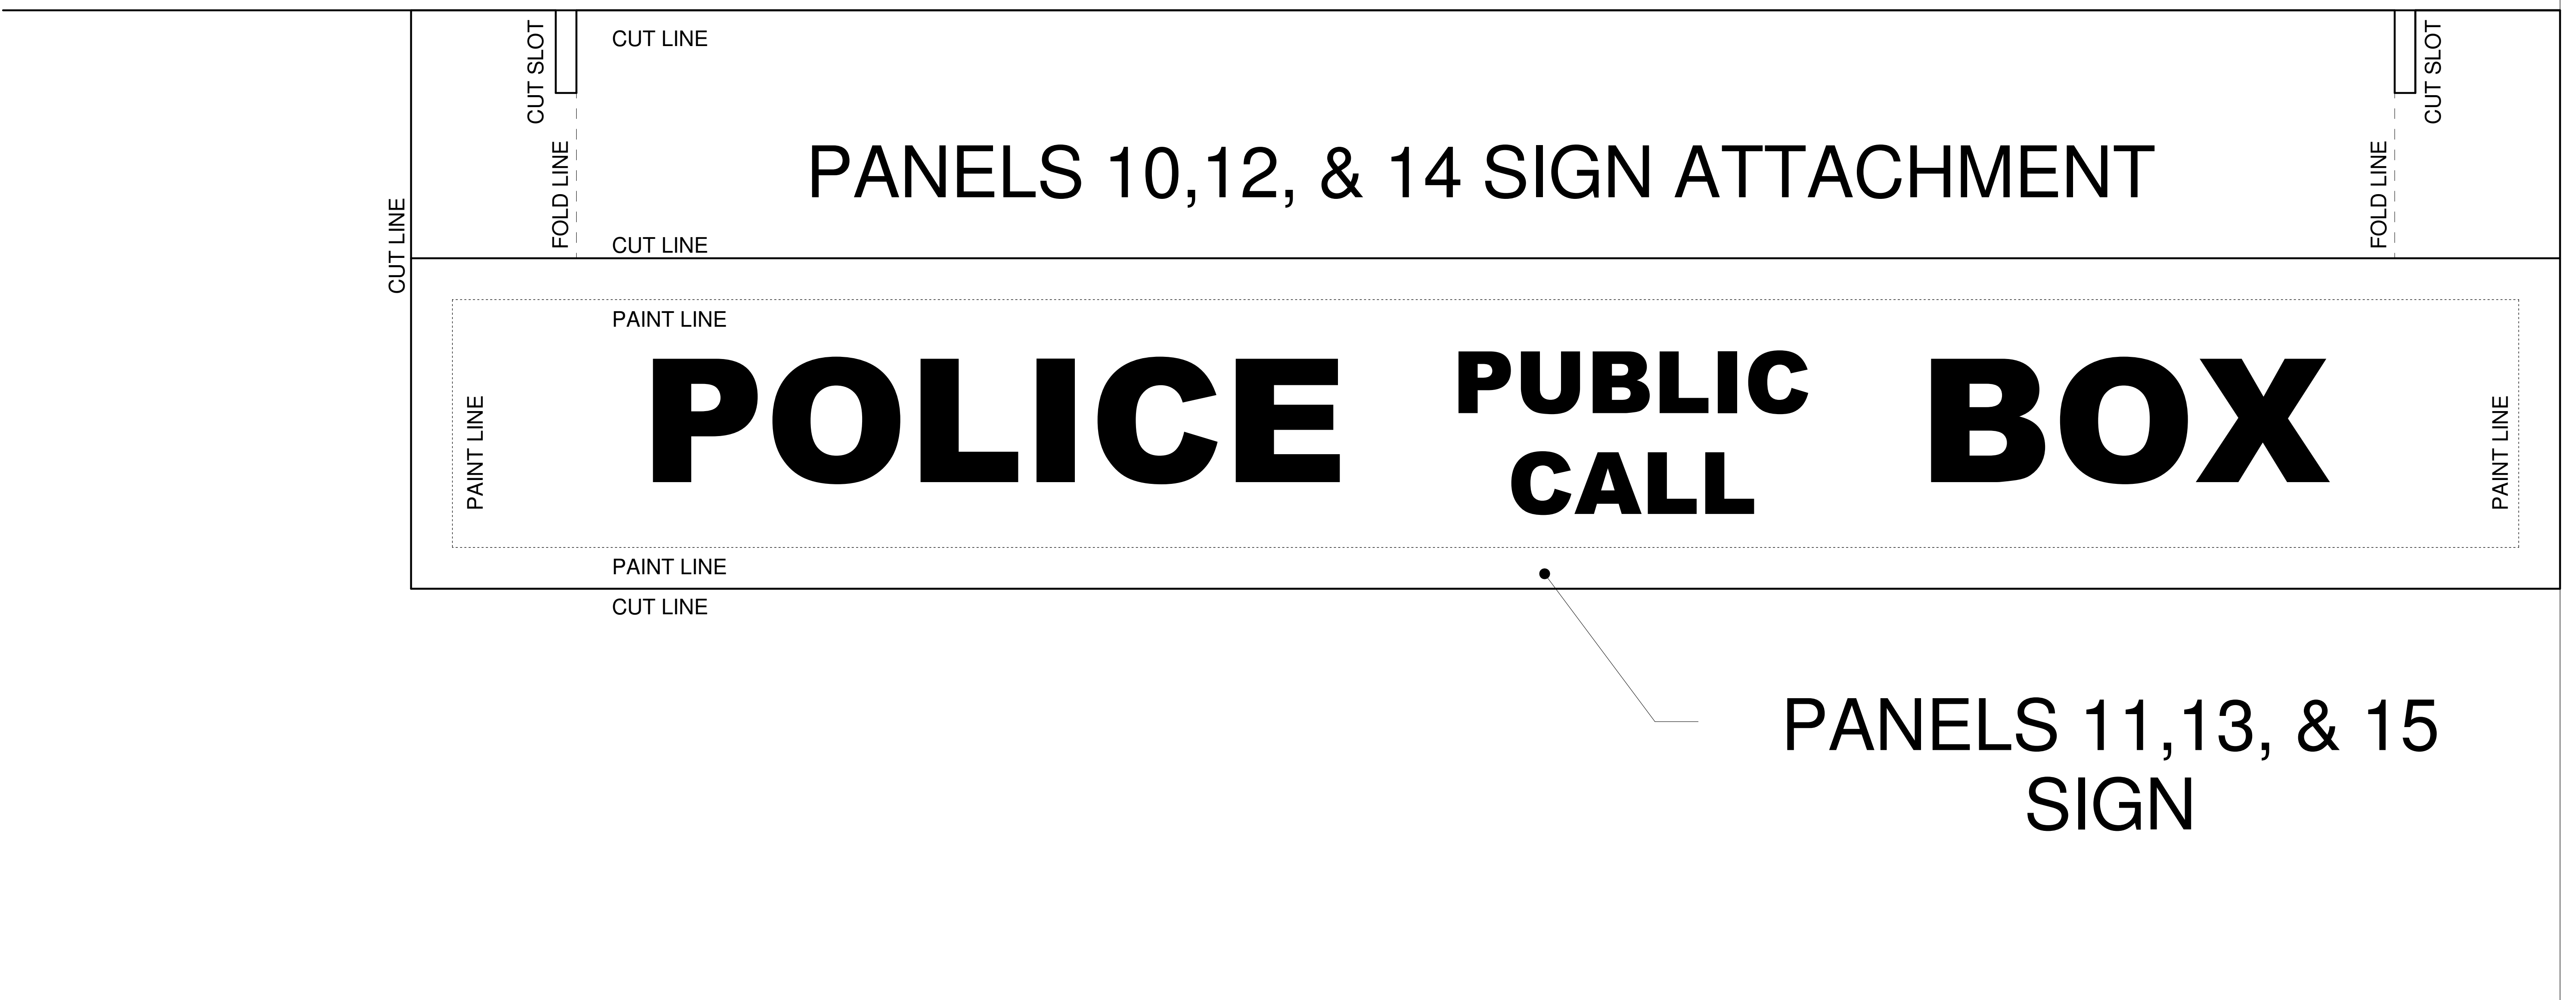 CUT SLOT
CUT LINE
CUT SLOT
FOLD LINE
PANELS 10,12, & 14 SIGN ATTACHMENT
FOLD LINE
CUT LINE
CUT LINE
PAINT LINE
PAINT LINE
POLICE
PUBLIC
CALL
BOX
PAINT LINE
PAINT LINE
CUT LINE
PANELS 11,13, & 15
SIGN